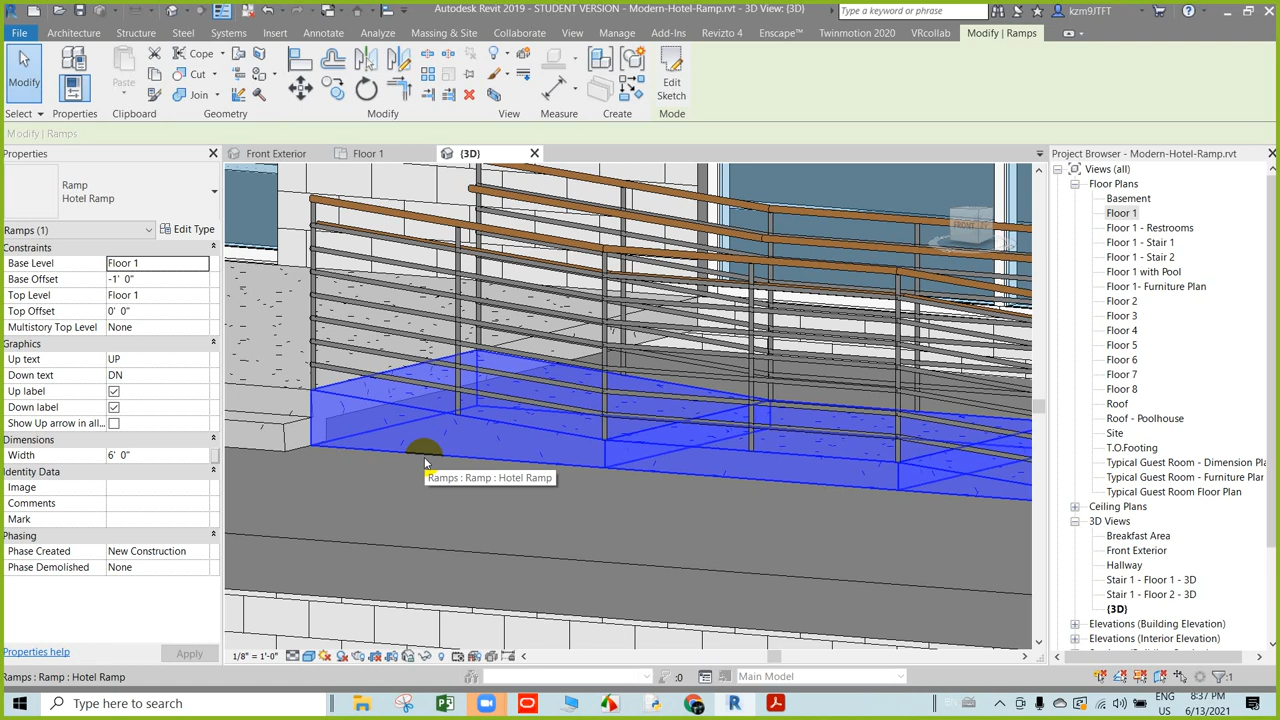 Autodesk Revit 2019 - STUDENT VERSION - Modern-Hotel-Ramp.rvt - 3D View: {3D}
Type a keyword or phrase
kzm9JTFT
File Architecture Structure Steel Systems Insert Annotate Analyze Massing & Site Collaborate View Manage Add-Ins Enscape™ Twinmotion 2020 Revizto 4 VRcollab Modify | Ramps
Modify
Paste
Cope
Cut
Join
Edit
Sketch
Select Properties Clipboard Geometry Modify View Measure Create Mode
Modify | Ramps
Properties
Front Exterior
Floor 1
{3D}
Project Browser - Modern-Hotel-Ramp.rvt
Ramp
Hotel Ramp
Ramps (1)
Edit Type
Constraints
Base Level Floor 1
Base Offset -1' 0"
Top Level Floor 1
Top Offset 0' 0"
Multistory Top Level None
Graphics
Up text UP
Down text DN
Up label
Down label
Show Up arrow in all...
Dimensions
Width 6' 0"
Identity Data
Image
Comments
Mark
Phasing
Phase Created New Construction
Phase Demolished None
Properties help
Apply
FRONT
Ramps : Ramp : Hotel Ramp
Views (all)
Floor Plans
Basement
Floor 1
Floor 1 - Restrooms
Floor 1 - Stair 1
Floor 1 - Stair 2
Floor 1 with Pool
Floor 1- Furniture Plan
Floor 2
Floor 3
Floor 4
Floor 5
Floor 6
Floor 7
Floor 8
Roof
Roof - Poolhouse
Site
T.O.Footing
Typical Guest Room - Dimension Pla
Typical Guest Room - Furniture Plan
Typical Guest Room Floor Plan
Ceiling Plans
3D Views
Breakfast Area
Front Exterior
Hallway
Stair 1 - Floor 1 - 3D
Stair 1 - Floor 2 - 3D
{3D}
Elevations (Building Elevation)
Elevations (Interior Elevation)
1/8" = 1'-0"
Ramps : Ramp : Hotel Ramp
:0
Main Model
:1
Type here to search
ENG
US
8:37 PM
6/13/2021